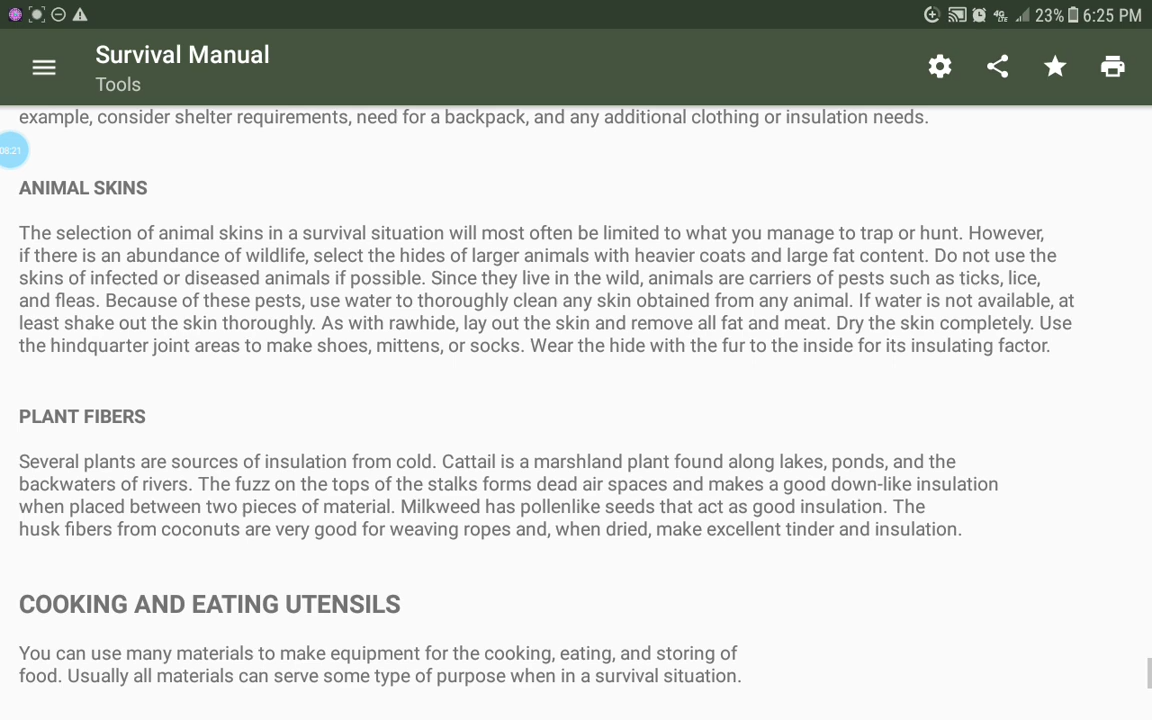 23% 6:25 PM
Survival Manual
Tools
example, consider shelter requirements, need for a backpack, and any additional clothing or insulation needs.
08:21
ANIMAL SKINS
The selection of animal skins in a survival situation will most often be limited to what you manage to trap or hunt. However,
if there is an abundance of wildlife, select the hides of larger animals with heavier coats and large fat content. Do not use the
skins of infected or diseased animals if possible. Since they live in the wild, animals are carriers of pests such as ticks, lice,
and fleas. Because of these pests, use water to thoroughly clean any skin obtained from any animal. If water is not available, at
least shake out the skin thoroughly. As with rawhide, lay out the skin and remove all fat and meat. Dry the skin completely. Use
the hindquarter joint areas to make shoes, mittens, or socks. Wear the hide with the fur to the inside for its insulating factor.
PLANT FIBERS
Several plants are sources of insulation from cold. Cattail is a marshland plant found along lakes, ponds, and the
backwaters of rivers. The fuzz on the tops of the stalks forms dead air spaces and makes a good down-like insulation
when placed between two pieces of material. Milkweed has pollenlike seeds that act as good insulation. The
husk fibers from coconuts are very good for weaving ropes and, when dried, make excellent tinder and insulation.
COOKING AND EATING UTENSILS
You can use many materials to make equipment for the cooking, eating, and storing of
food. Usually all materials can serve some type of purpose when in a survival situation.